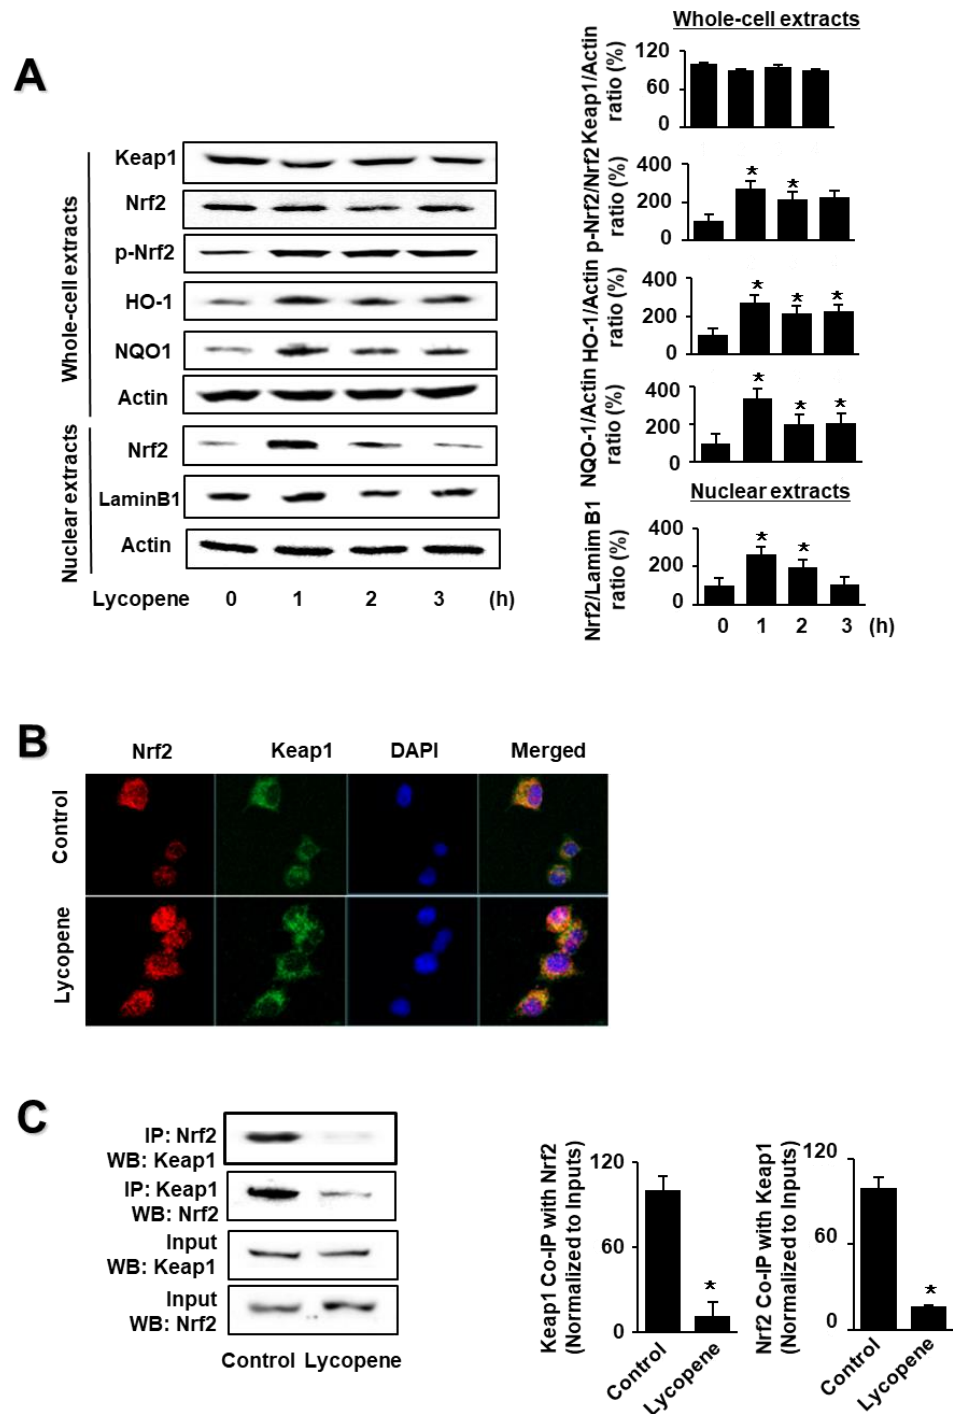 A
Whole-cell extracts
Keap1
Nrf2
p-Nrf2
HO-1
NQO1
Actin
Nuclear extracts
Nrf2
LaminB1
Actin
Lycopene 0 1 2 3 (h)
Whole-cell extracts
Keap1/Actin
ratio (%)
120
60
0
p-Nrf2/Nrf2
ratio (%)
400
200
0
* *
HO-1/Actin
ratio (%)
400
200
0
* * *
NQO-1/Actin
ratio (%)
400
200
0
* * *
Nuclear extracts
Nrf2/Lamim B1
ratio (%)
400
200
0
* *
0 1 2 3 (h)
B
Nrf2 Keap1 DAPI Merged
Control
Lycopene
C
IP: Nrf2
WB: Keap1
IP: Keap1
WB: Nrf2
Input
WB: Keap1
Input
WB: Nrf2
Control Lycopene
Keap1 Co-IP with Nrf2
(Normalized to Inputs)
120
60
0
*
Control
Lycopene
Nrf2 Co-IP with Keap1
(Normalized to Inputs)
120
60
0
*
Control
Lycopene